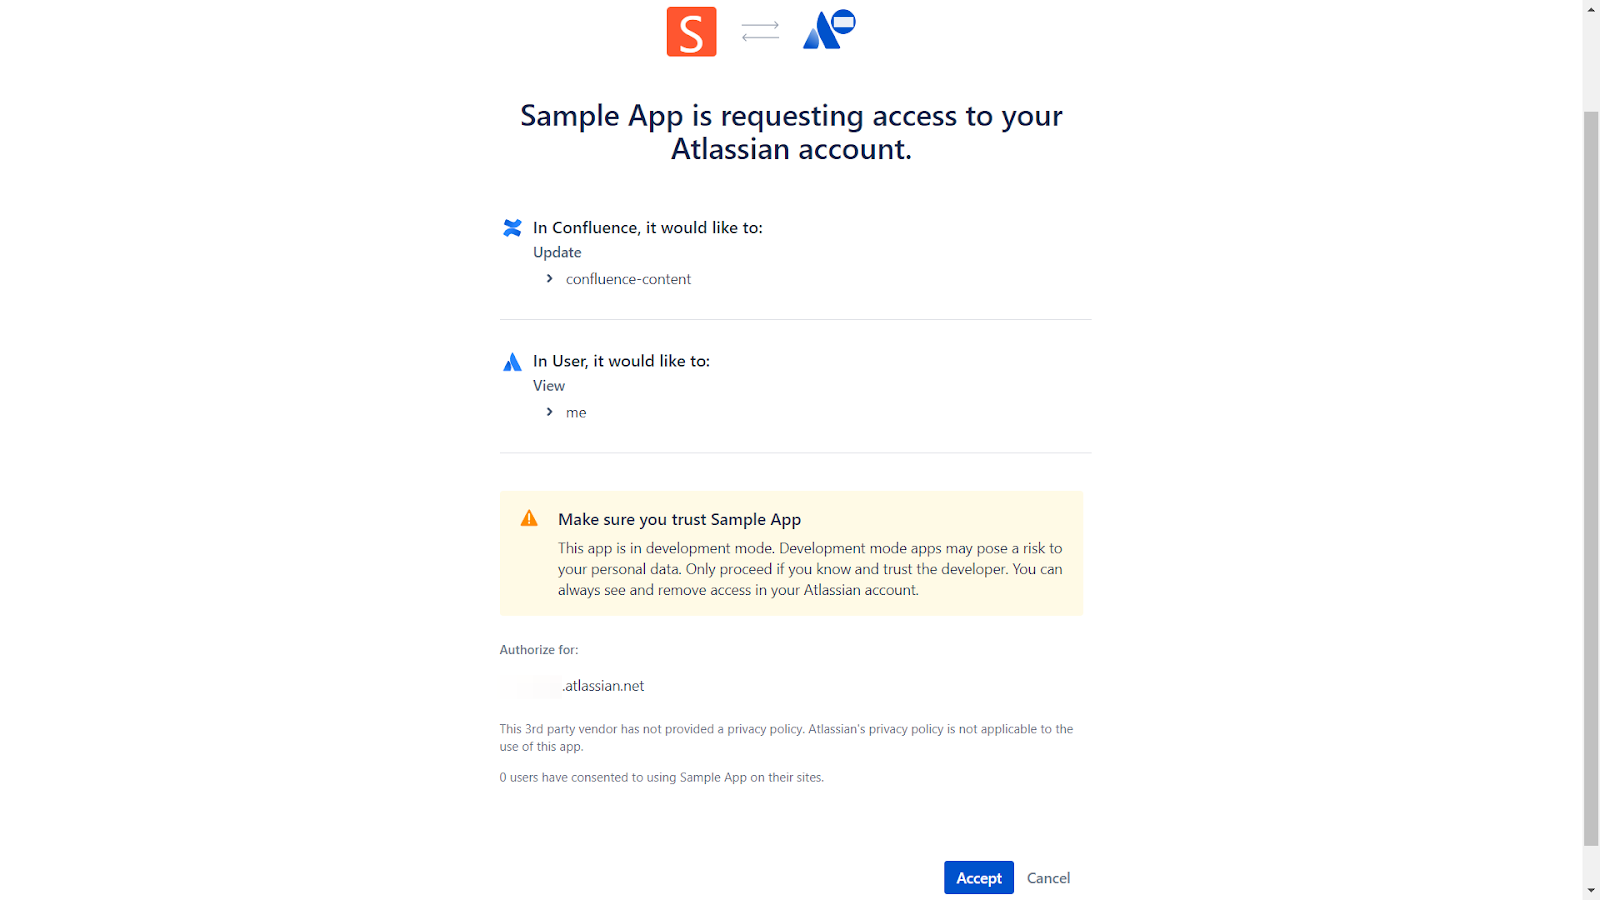 S
Sample App is requesting access to your
Atlassian account.
In Confluence, it would like to:
Update
confluence-content
In User, it would like to:
View
me
Make sure you trust Sample App
This app is in development mode. Development mode apps may pose a risk to
your personal data. Only proceed if you know and trust the developer. You can
always see and remove access in your Atlassian account.
Authorize for:
.atlassian.net
This 3rd party vendor has not provided a privacy policy. Atlassian's privacy policy is not applicable to the
use of this app.
0 users have consented to using Sample App on their sites.
Accept Cancel